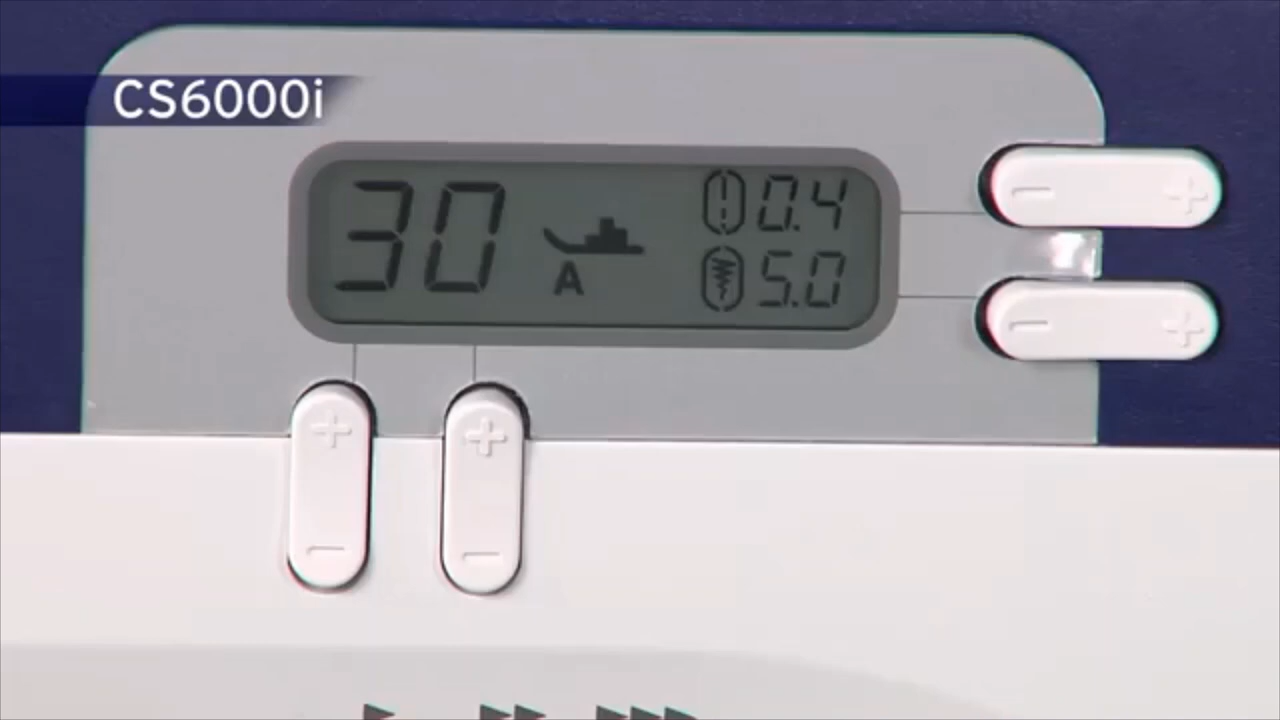 CS6000i
30 A 0.4
5.0
- +
- +
+ +
- -